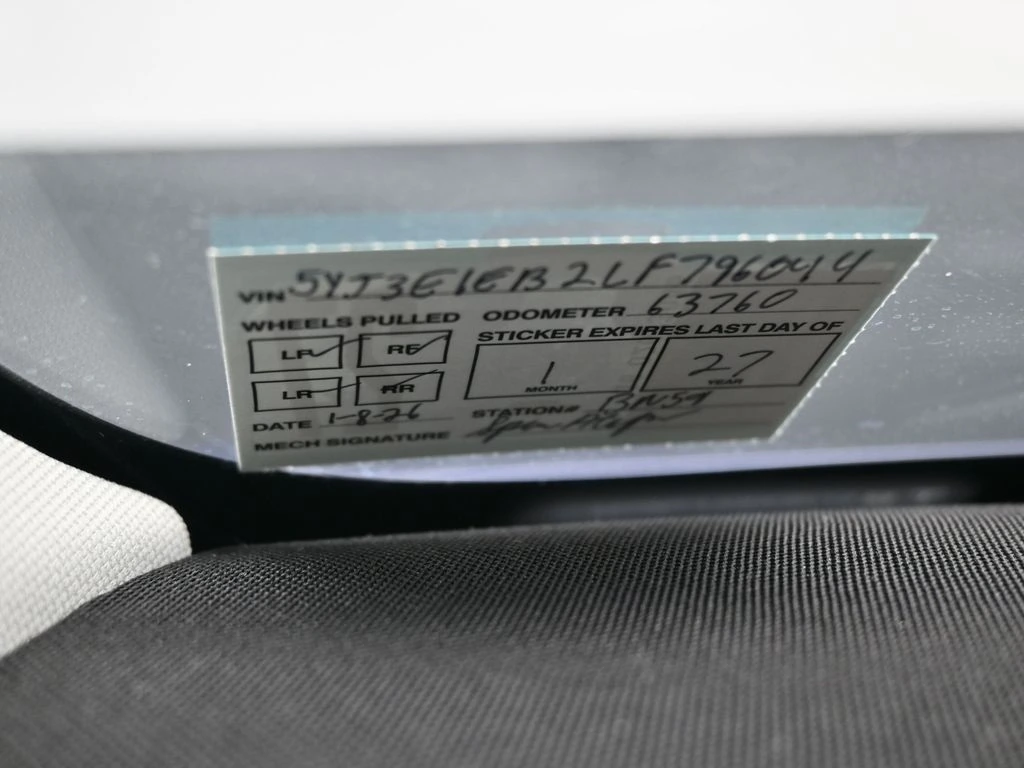 VIN 5YJ3E1EB2LF796044
WHEELS PULLED ODOMETER 63760
LF RF STICKER EXPIRES LAST DAY OF
1 27
MONTH YEAR
LR RR
DATE 1-8-26 STATION# BN59
MECH SIGNATURE